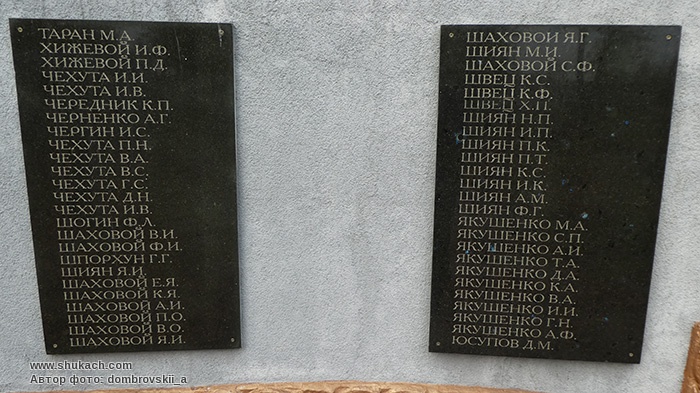 ТАРАН М.А.
ХИЖЕВОЙ И.Ф.
ХИЖЕВОЙ П.Д.
ЧЕХУТА И.И.
ЧЕХУТА И.В.
ЧЕРЕДНИК К.П.
ЧЕРНЕНКО А.Г.
ЧЕРГИН И.С.
ЧЕХУТА П.Н.
ЧЕХУТА В.А.
ЧЕХУТА В.С.
ЧЕХУТА Г.С.
ЧЕХУТА Д.Н.
ЧЕХУТА И.В.
ШОГИН Ф.Л.
ШАХОВОЙ В.И.
ШАХОВОЙ Ф.И.
ШПОРХУН Г.Г.
ШИЯН Я.И.
ШАХОВОЙ Е.Я.
ШАХОВОЙ К.Я.
ШАХОВОЙ А.И.
ШАХОВОЙ П.О.
ШАХОВОЙ В.О.
ШАХОВОЙ Я.И.
ШАХОВОЙ Я.Г.
ШИЯН М.И.
ШАХОВОЙ С.Ф.
ШВЕЦ К.С.
ШВЕЦ К.Ф.
ШВЕЦ Х.П.
ШИЯН Н.П.
ШИЯН И.П.
ШИЯН П.К.
ШИЯН П.Т.
ШИЯН К.С.
ШИЯН И.К.
ШИЯН А.М.
ШИЯН Ф.Г.
ЯКУШЕНКО М.А.
ЯКУШЕНКО С.П.
ЯКУШЕНКО А.И.
ЯКУШЕНКО Т.А.
ЯКУШЕНКО Д.А.
ЯКУШЕНКО К.А.
ЯКУШЕНКО В.А.
ЯКУШЕНКО И.И.
ЯКУШЕНКО Г.Н.
ЯКУШЕНКО А.Ф.
ЮСУПОВ Д.М.
www.shukach.com
Автор фото: dombrovskii_a